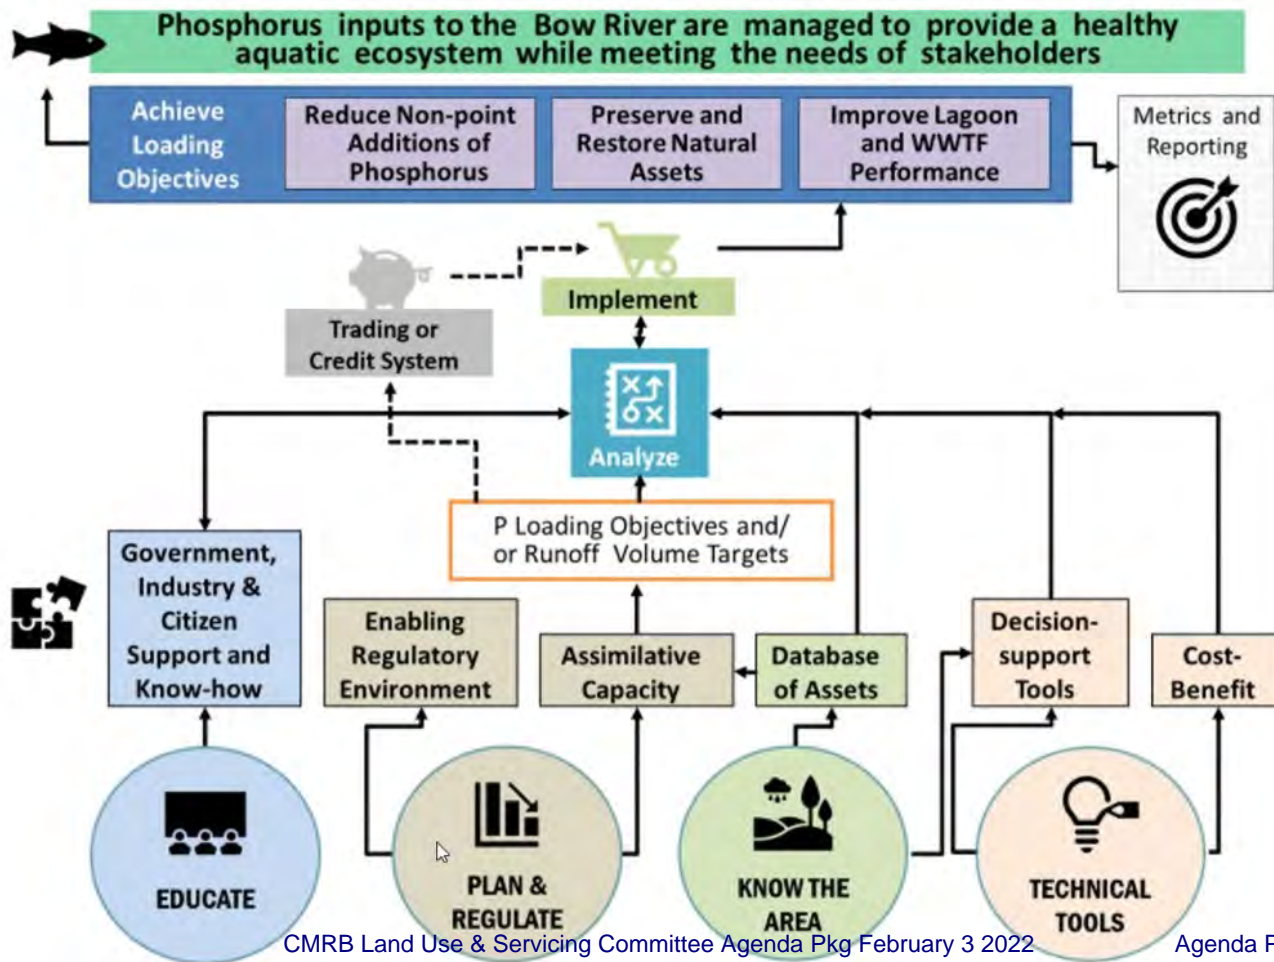 Phosphorus inputs to the Bow River are managed to provide a healthy
aquatic ecosystem while meeting the needs of stakeholders
Achieve
Loading
Objectives
Reduce Non-point
Additions of
Phosphorus
Preserve and
Restore Natural
Assets
Improve Lagoon
and WWTF
Performance
Metrics and
Reporting
Implement
Trading or
Credit System
Analyze
P Loading Objectives and/
or Runoff Volume Targets
Government,
Industry &
Citizen
Support and
Know-how
Enabling
Regulatory
Environment
Assimilative
Capacity
Database
of Assets
Decision-
support
Tools
Cost-
Benefit
EDUCATE
PLAN &
REGULATE
KNOW THE
AREA
TECHNICAL
TOOLS
CMRB Land Use & Servicing Committee Agenda Pkg February 3 2022
Agenda P